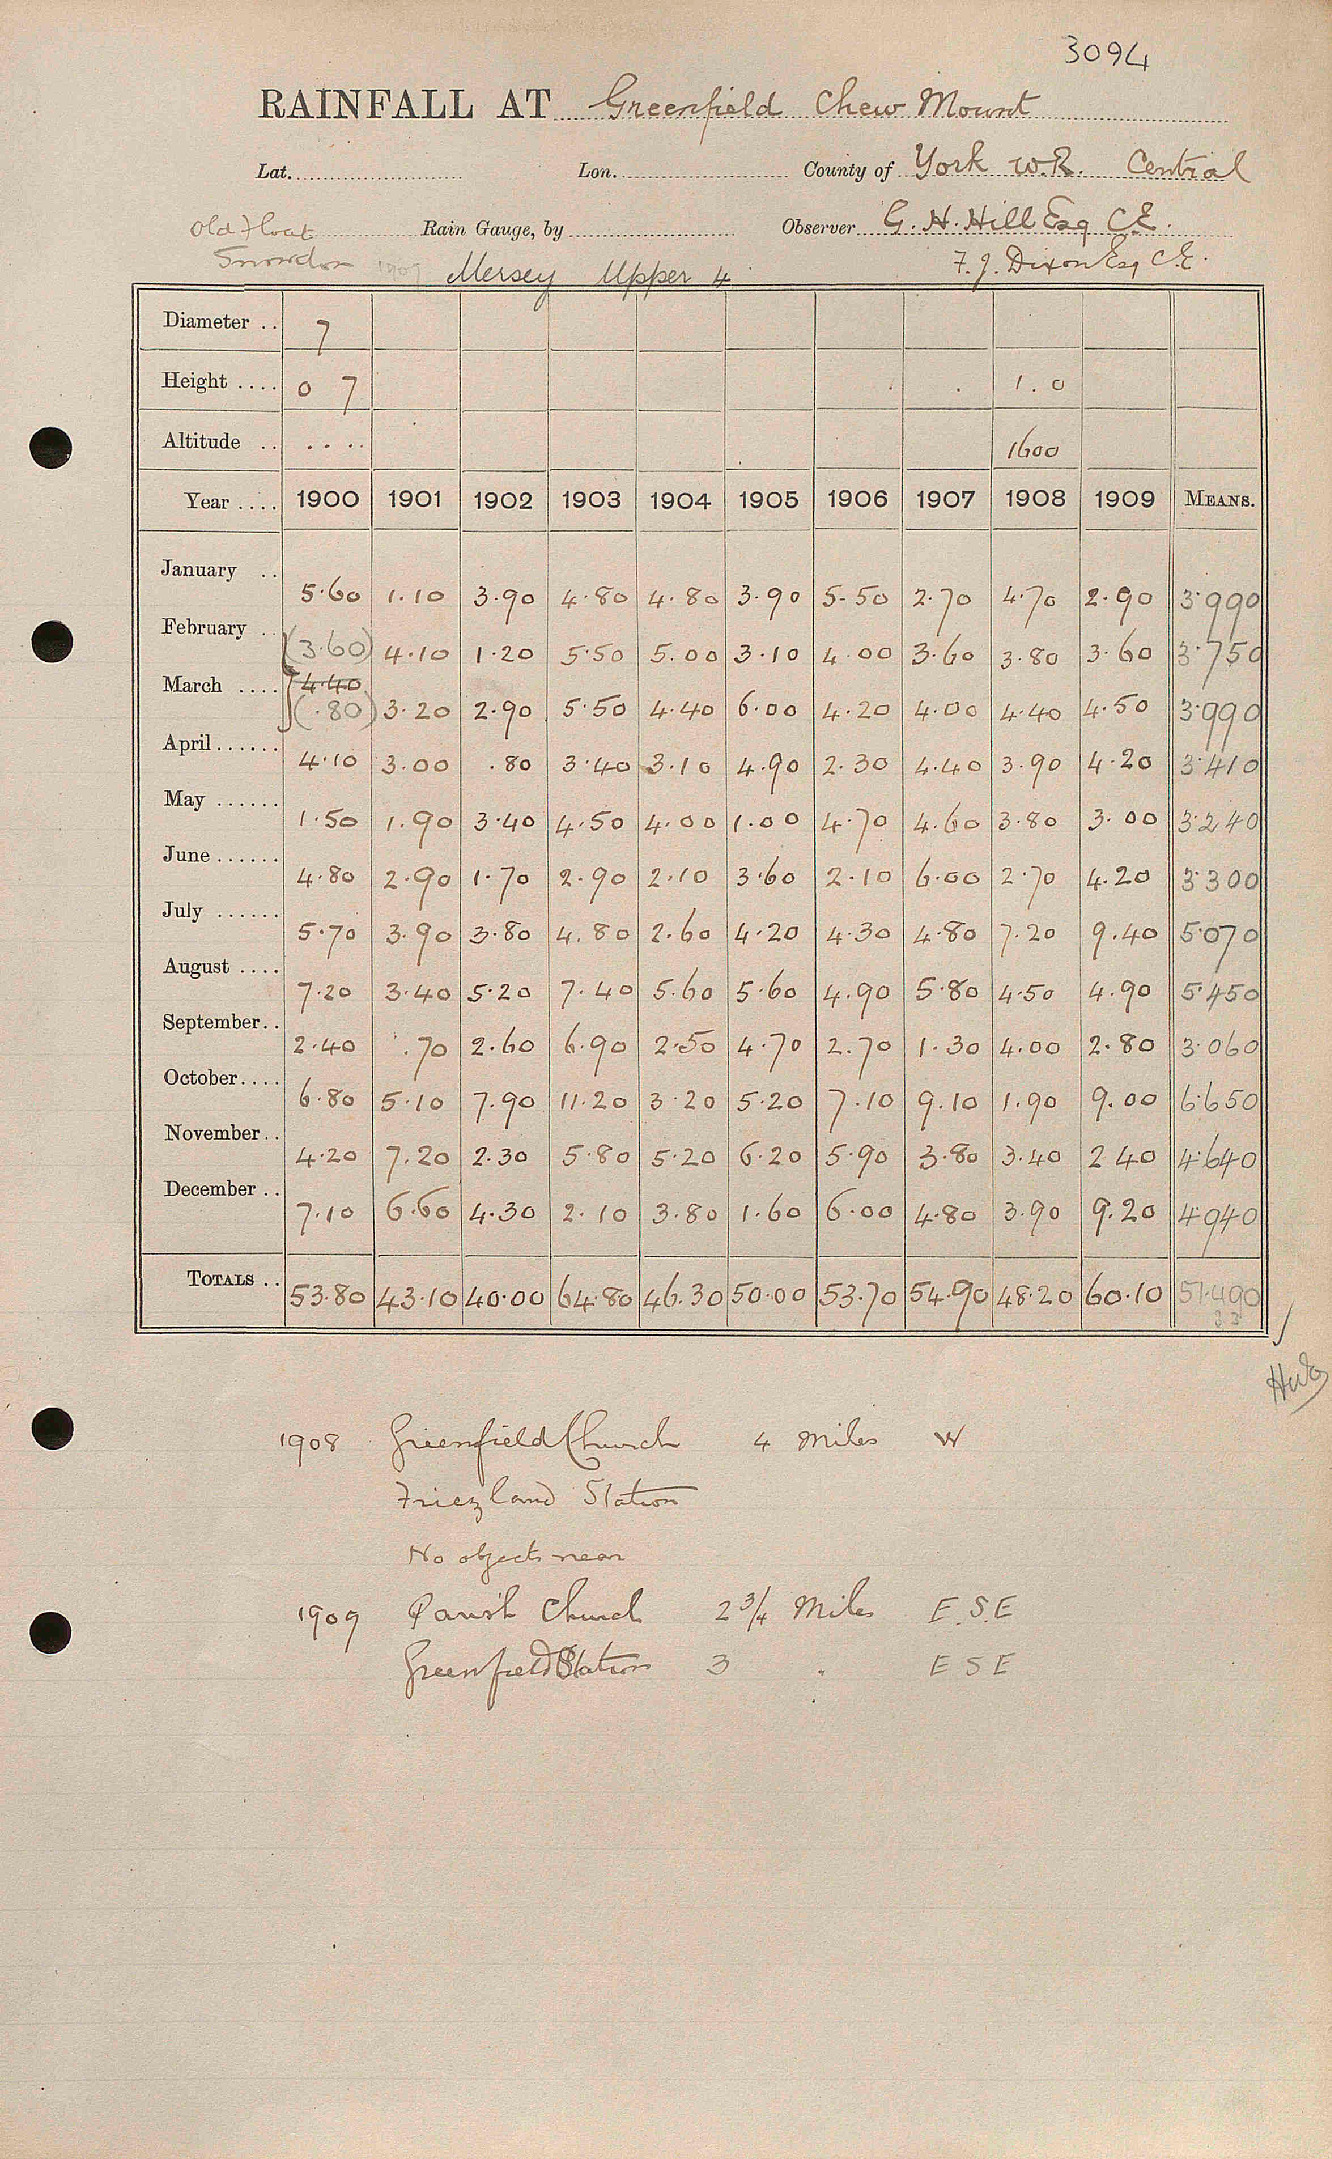 3094
RAINFALL AT Greenfield Chew Mount
Lat. Lon. County of York W.R. Central
Old Float Rain Gauge, by Observer G. H. Hill Esq C.E.
Snowdon 1909 Mersey Upper 4 F. J. Dixon Esq C.E.
Diameter .. 7
Height .... 0 7 1.0
Altitude .. .. .. 1600
Year .... 1900 1901 1902 1903 1904 1905 1906 1907 1908 1909 MEANS.
January .. 5.60 1.10 3.90 4.80 4.80 3.90 5.50 2.70 4.70 2.90 3.990
February .. (3.60) 4.10 1.20 5.50 5.00 3.10 4.00 3.60 3.80 3.60 3.750
4.40
March .... (.80) 3.20 2.90 5.50 4.40 6.00 4.20 4.00 4.40 4.50 3.990
April...... 4.10 3.00 .80 3.40 3.10 4.90 2.30 4.40 3.90 4.20 3.410
May ...... 1.50 1.90 3.40 4.50 4.00 1.00 4.70 4.60 3.80 3.00 3.240
June...... 4.80 2.90 1.70 2.90 2.10 3.60 2.10 6.00 2.70 4.20 3.300
July ...... 5.70 3.90 3.80 4.80 2.60 4.20 4.30 4.80 7.20 9.40 5.070
August .... 7.20 3.40 5.20 7.40 5.60 5.60 4.90 5.80 4.50 4.90 5.450
September.. 2.40 .70 2.60 6.90 2.50 4.70 2.70 1.30 4.00 2.80 3.060
October.... 6.80 5.10 7.90 11.20 3.20 5.20 7.10 9.10 1.90 9.00 6.650
November.. 4.20 7.20 2.30 5.80 5.20 6.20 5.90 3.80 3.40 2 40 4.640
December .. 7.10 6.60 4.30 2.10 3.80 1.60 6.00 4.80 3.90 9.20 4.940
TOTALS .. 53.80 43.10 40.00 64.80 46.30 50.00 53.70 54.90 48.20 60.10 51.490
1908 Greenfield Church 4 Miles W
Friezland Station
No objects near
1909 Parish Church 2 3/4 Miles E.S.E
Greenfield Station 3 " E S E